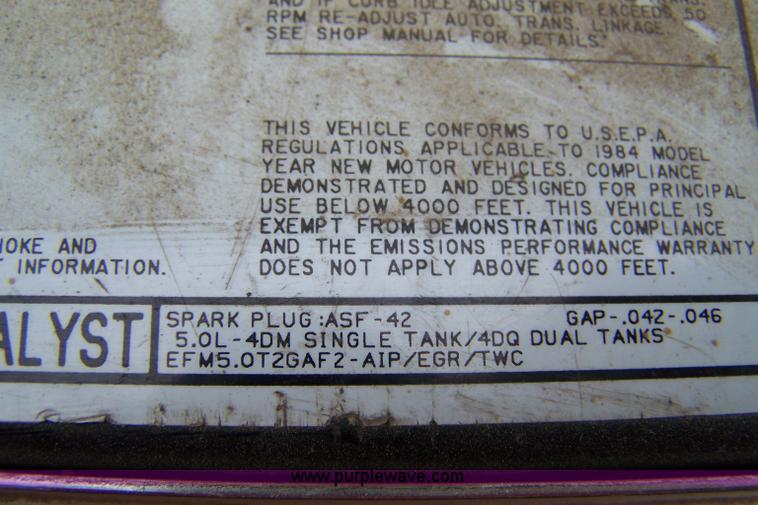 AND IF CURB IDLE ADJUSTMENT EXCEEDS 50
RPM RE-ADJUST AUTO. TRANS. LINKAGE.
SEE SHOP MANUAL FOR DETAILS.
THIS VEHICLE CONFORMS TO U.S.E.P.A.
REGULATIONS APPLICABLE TO 1984 MODEL
YEAR NEW MOTOR VEHICLES. COMPLIANCE
DEMONSTRATED AND DESIGNED FOR PRINCIPAL
USE BELOW 4000 FEET. THIS VEHICLE IS
EXEMPT FROM DEMONSTRATING COMPLIANCE
AND THE EMISSIONS PERFORMANCE WARRANTY
DOES NOT APPLY ABOVE 4000 FEET.
HOKE AND
INFORMATION.
ALYST
SPARK PLUG:ASF-42 GAP-.042-.046
5.0L-4DM SINGLE TANK/4DQ DUAL TANKS
EFM5.0T2GAF2-AIP/EGR/TWC
www.purplewave.com